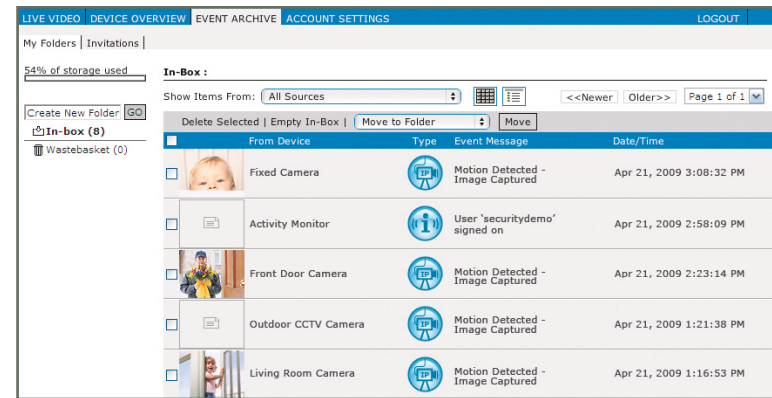 LIVE VIDEO DEVICE OVERVIEW EVENT ARCHIVE ACCOUNT SETTINGS LOGOUT
My Folders | Invitations |
54% of storage used
In-Box :
Show Items From: All Sources <<Newer Older>> Page 1 of 1
Create New Folder GO
Delete Selected | Empty In-Box | Move to Folder Move
In-box (8)
From Device Type Event Message Date/Time
Wastebasket (0)
Fixed Camera IP Motion Detected -
Image Captured Apr 21, 2009 3:08:32 PM
Activity Monitor i User 'securitydemo'
signed on Apr 21, 2009 2:58:09 PM
Front Door Camera IP Motion Detected -
Image Captured Apr 21, 2009 2:23:14 PM
Outdoor CCTV Camera IP Motion Detected -
Image Captured Apr 21, 2009 1:21:38 PM
Living Room Camera IP Motion Detected -
Image Captured Apr 21, 2009 1:16:53 PM